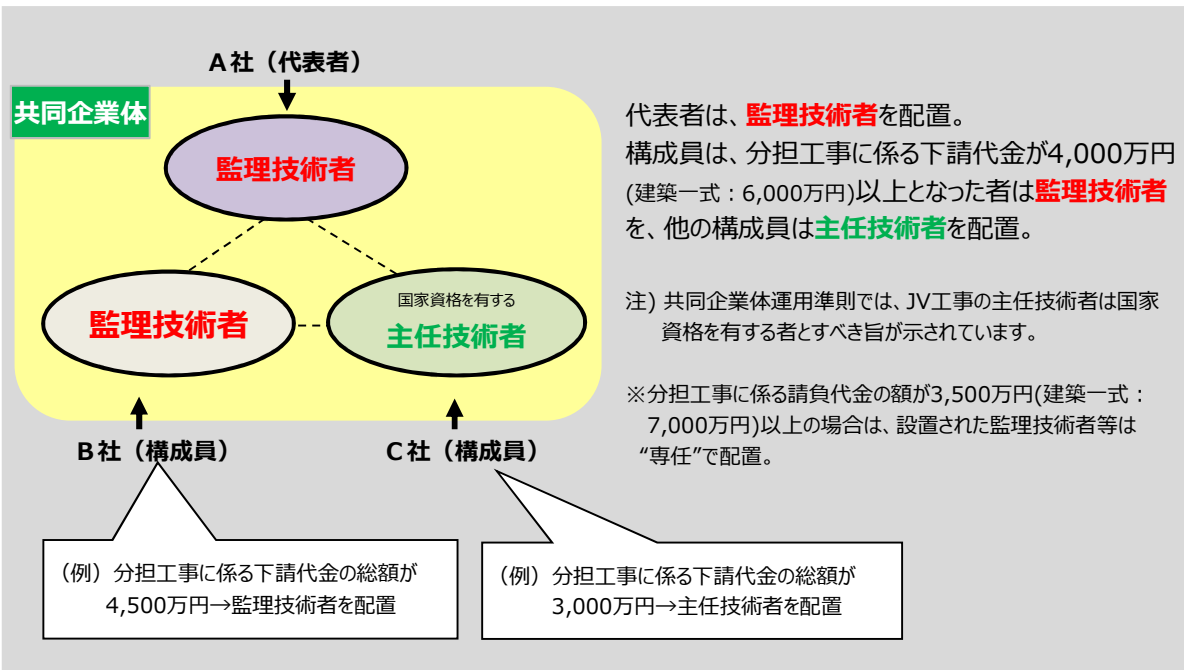 A社（代表者）
共同企業体
監理技術者
監理技術者
国家資格を有する
主任技術者
B社（構成員）
C社（構成員）
（例）分担工事に係る下請代金の総額が
4,500万円→監理技術者を配置
（例）分担工事に係る下請代金の総額が
3,000万円→主任技術者を配置
代表者は、監理技術者を配置。
構成員は、分担工事に係る下請代金が4,000万円
(建築一式：6,000万円)以上となった者は監理技術者
を、他の構成員は主任技術者を配置。
注) 共同企業体運用準則では、JV工事の主任技術者は国家
資格を有する者とすべき旨が示されています。
※分担工事に係る請負代金の額が3,500万円(建築一式：
7,000万円)以上の場合は、設置された監理技術者等は
“専任”で配置。